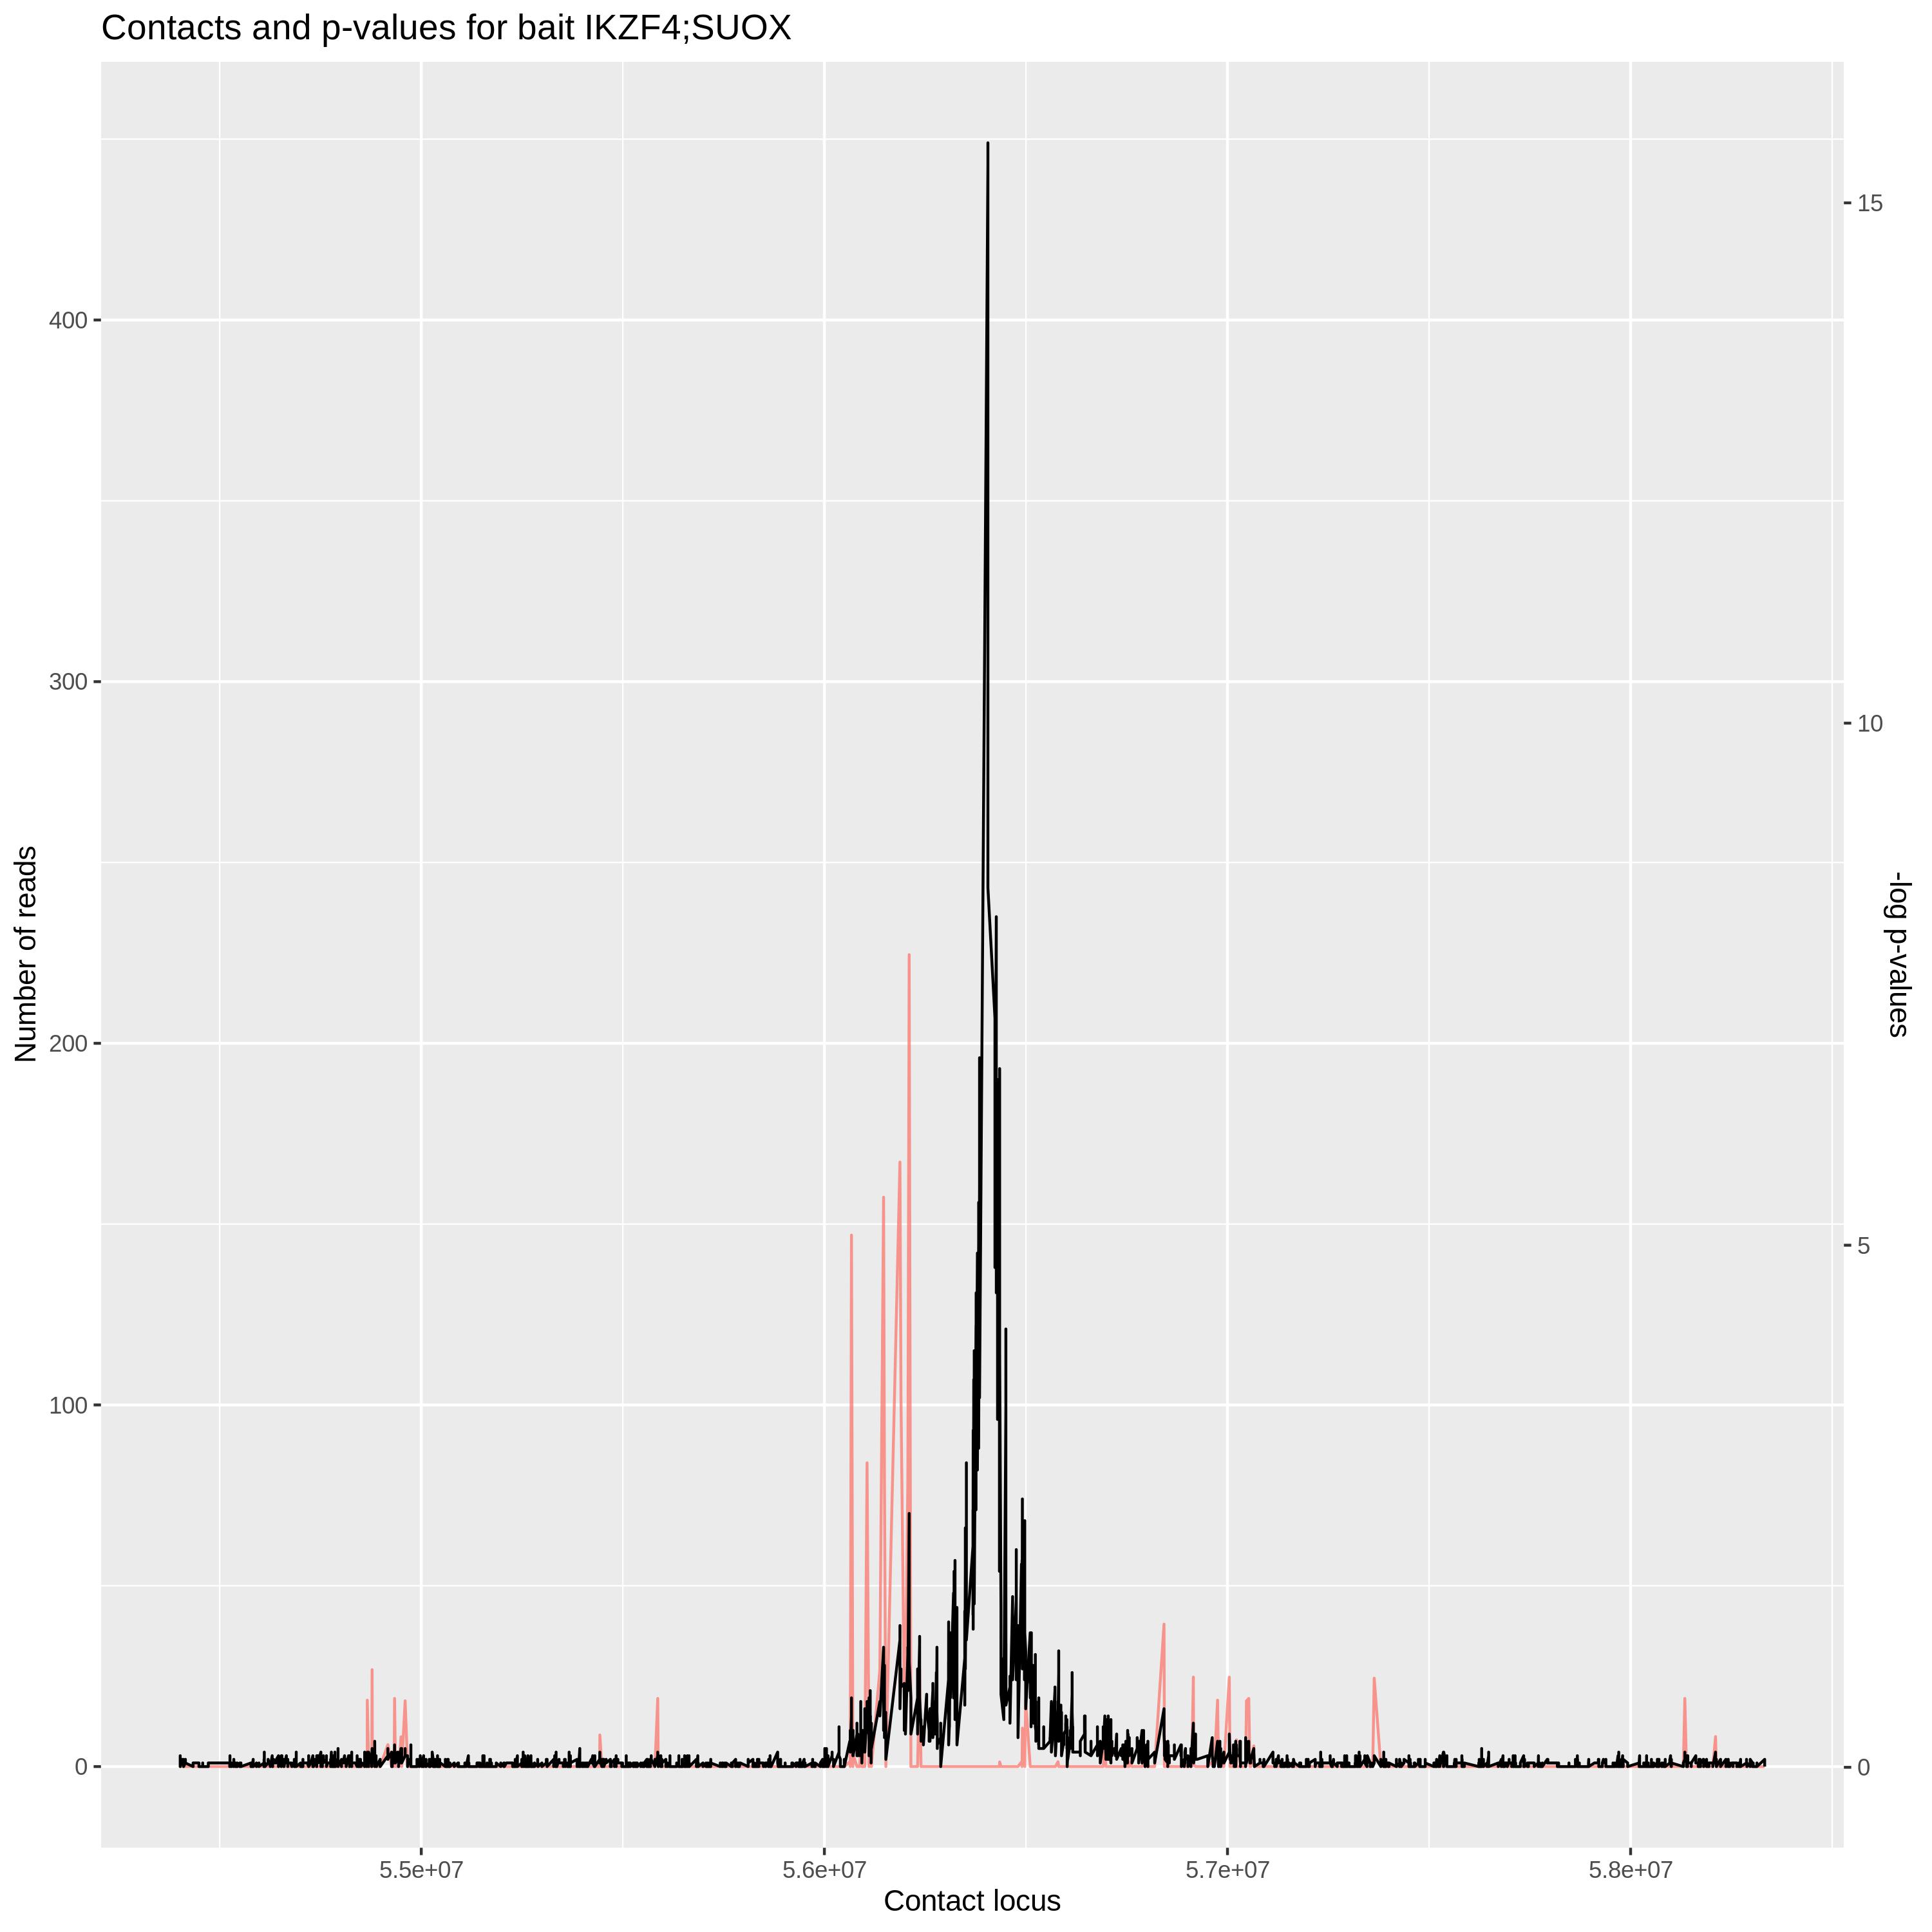 Contacts and p-values for bait IKZF4;SUOX
Number of reads
400
300
200
100
0
15
10
5
0
-log p-values
5.5e+07
5.6e+07
5.7e+07
5.8e+07
Contact locus